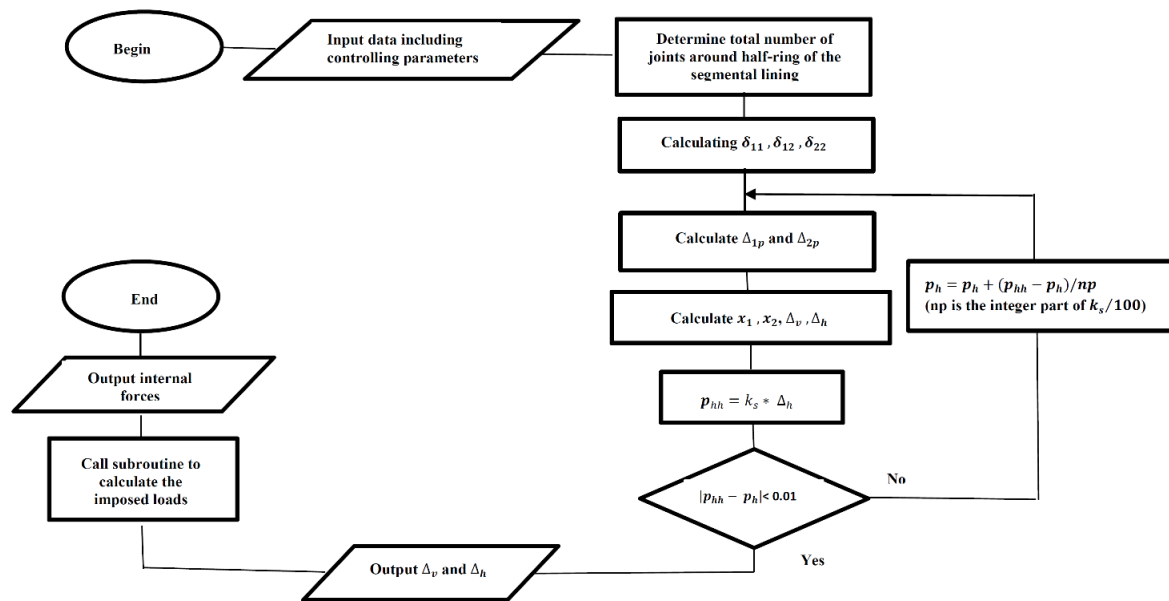 Begin
Input data including
controlling parameters
Determine total number of
joints around half-ring of the
segmental lining
Calculating δ₁₁ , δ₁₂ , δ₂₂
Calculate Δ₁ₚ and Δ₂ₚ
Calculate x₁ , x₂, Δᵥ , Δₕ
pₕₕ = kₛ ∗ Δₕ
|pₕₕ − pₕ|< 0.01
No
pₕ = pₕ + (pₕₕ − pₕ)/np
(np is the integer part of kₛ/100)
Yes
Output Δᵥ and Δₕ
Call subroutine to
calculate the
imposed loads
Output internal
forces
End